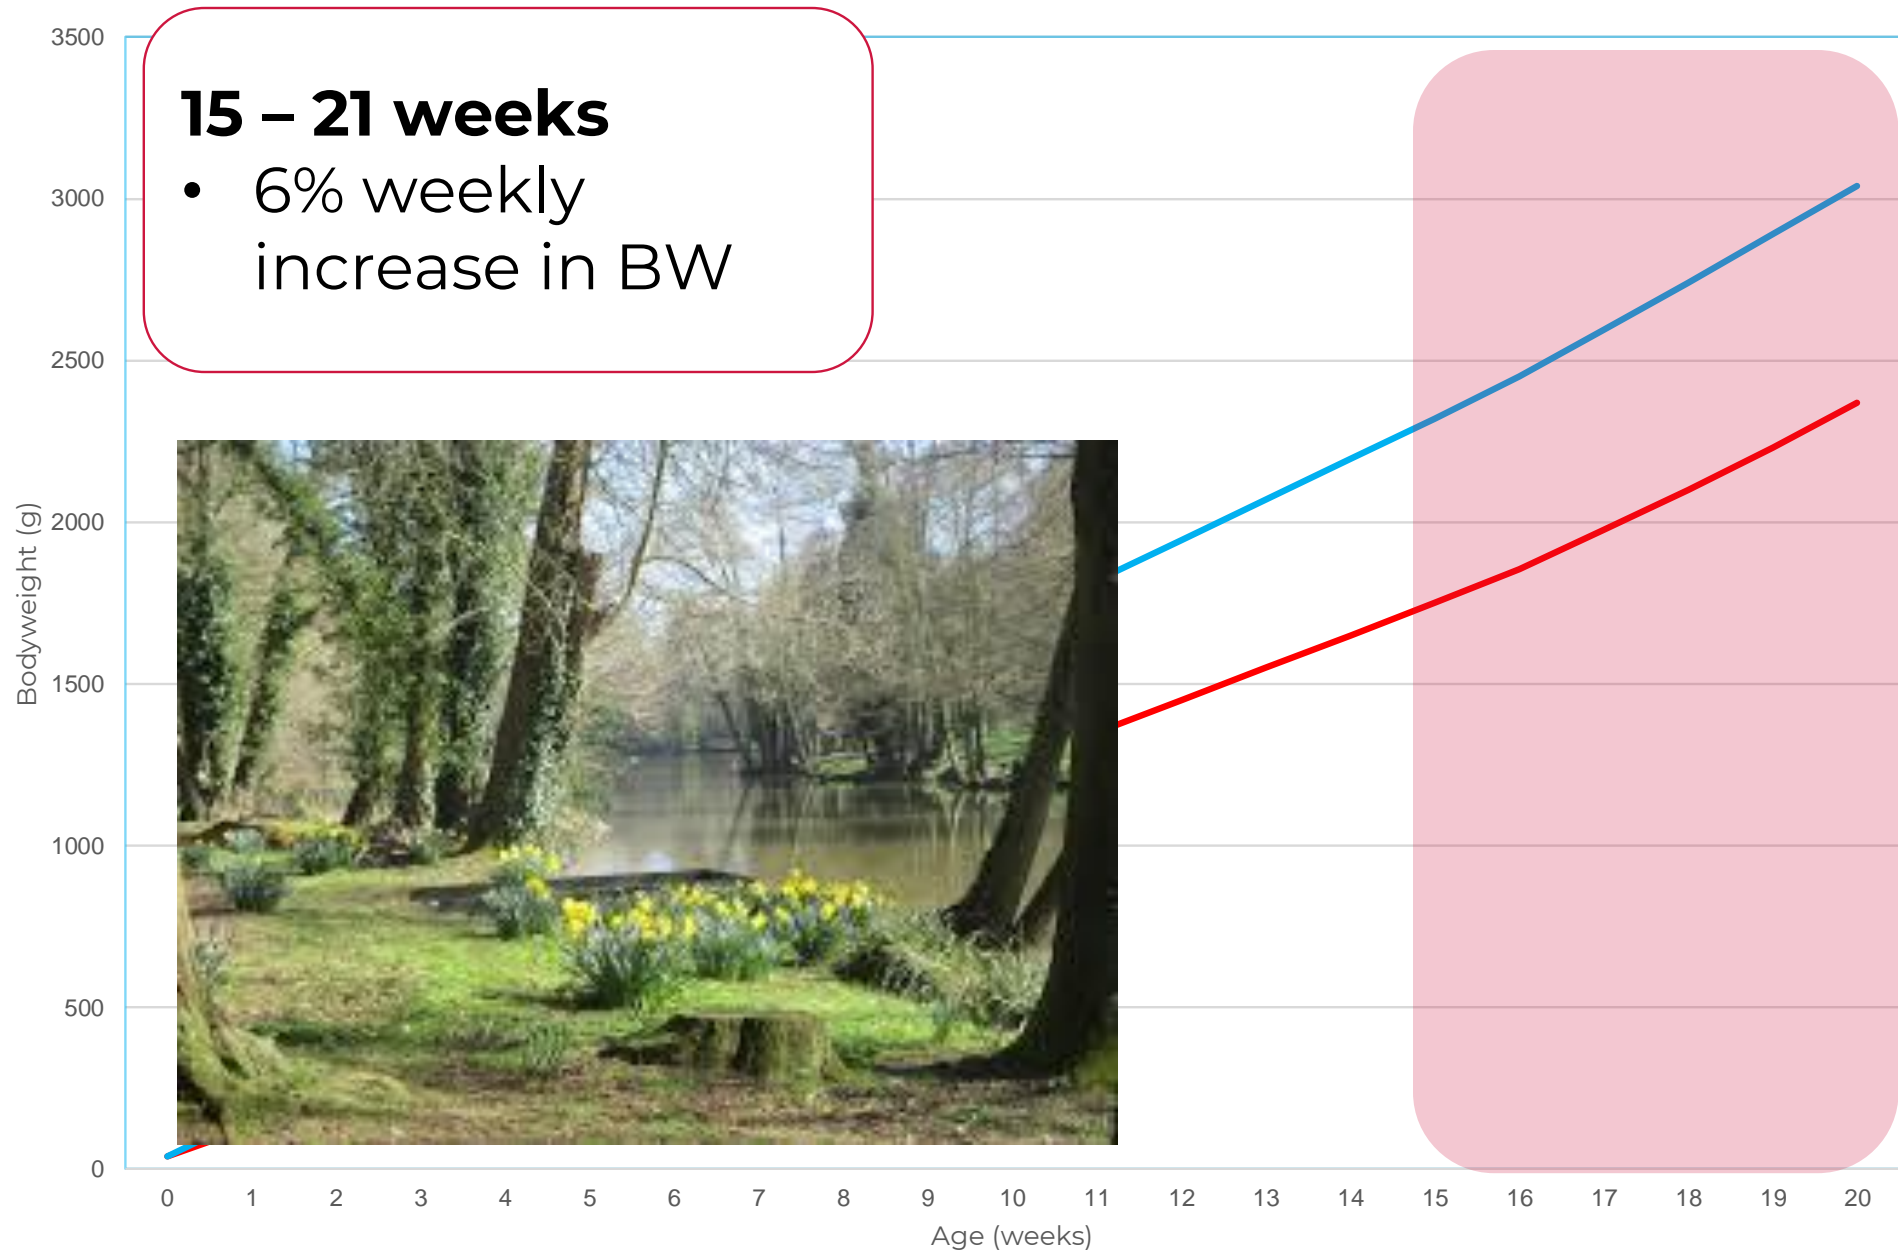 15 – 21 weeks
• 6% weekly
increase in BW
Bodyweight (g)
3500
3000
2500
2000
1500
1000
500
0
0 1 2 3 4 5 6 7 8 9 10 11 12 13 14 15 16 17 18 19 20
Age (weeks)